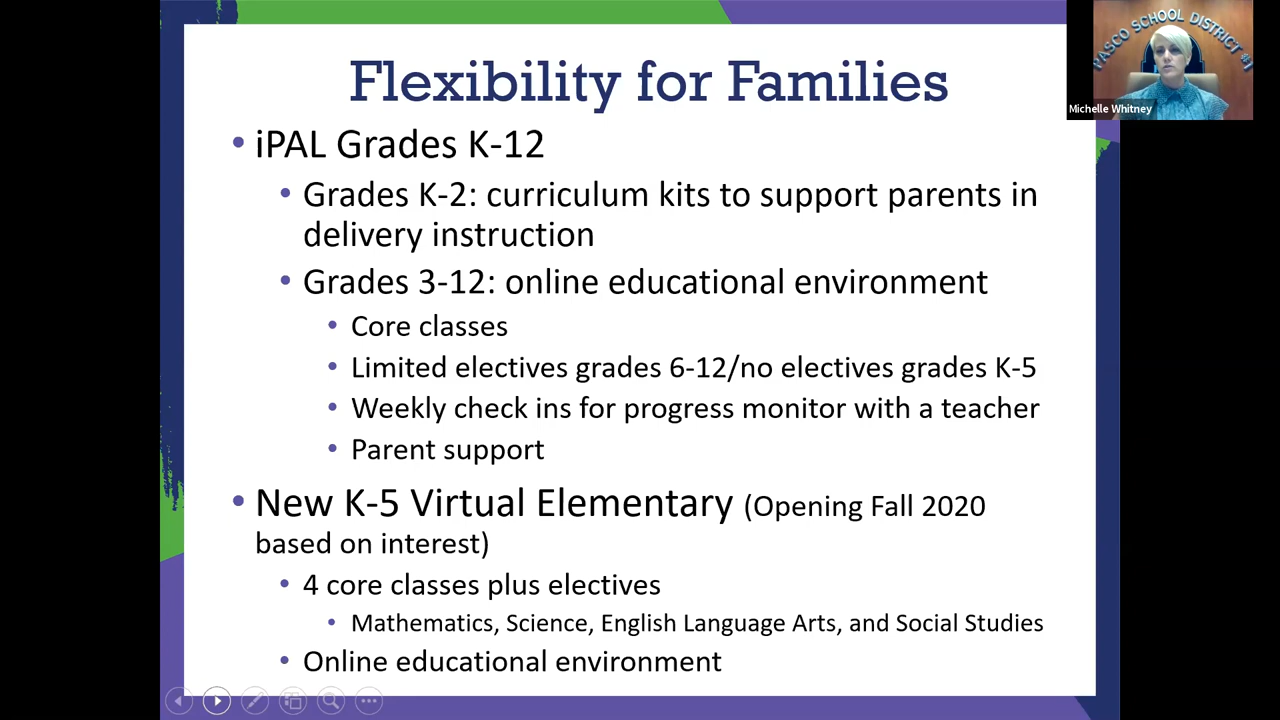 Flexibility for Families
• iPAL Grades K-12
• Grades K-2: curriculum kits to support parents in
delivery instruction
• Grades 3-12: online educational environment
• Core classes
• Limited electives grades 6-12/no electives grades K-5
• Weekly check ins for progress monitor with a teacher
• Parent support
• New K-5 Virtual Elementary (Opening Fall 2020
based on interest)
• 4 core classes plus electives
• Mathematics, Science, English Language Arts, and Social Studies
• Online educational environment
PASCO SCHOOL DISTRICT #1
Michelle Whitney